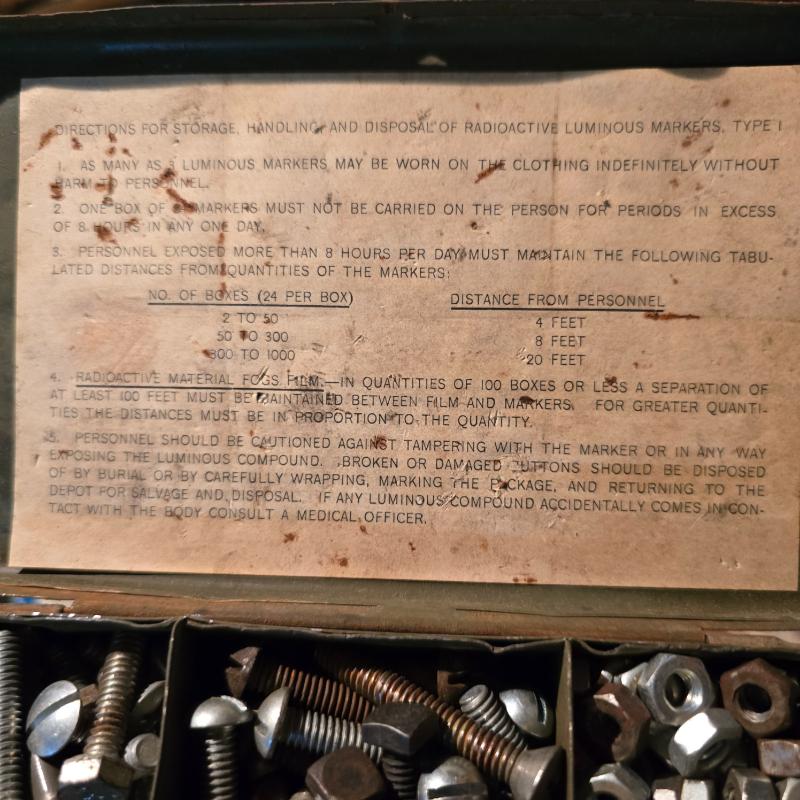 DIRECTIONS FOR STORAGE, HANDLING, AND DISPOSAL OF RADIOACTIVE LUMINOUS MARKERS, TYPE I
1. AS MANY AS 3 LUMINOUS MARKERS MAY BE WORN ON THE CLOTHING INDEFINITELY WITHOUT
HARM TO PERSONNEL.
2. ONE BOX OF MARKERS MUST NOT BE CARRIED ON THE PERSON FOR PERIODS IN EXCESS
OF 8 HOURS IN ANY ONE DAY.
3. PERSONNEL EXPOSED MORE THAN 8 HOURS PER DAY MUST MAINTAIN THE FOLLOWING TABU-
LATED DISTANCES FROM QUANTITIES OF THE MARKERS:
NO. OF BOXES (24 PER BOX) DISTANCE FROM PERSONNEL
2 TO 50 4 FEET
50 TO 300 8 FEET
300 TO 1000 20 FEET
4. RADIOACTIVE MATERIAL FOGS FILM.—IN QUANTITIES OF 100 BOXES OR LESS A SEPARATION OF
AT LEAST 100 FEET MUST BE MAINTAINED BETWEEN FILM AND MARKERS. FOR GREATER QUANTI-
TIES THE DISTANCES MUST BE IN PROPORTION TO THE QUANTITY.
5. PERSONNEL SHOULD BE CAUTIONED AGAINST TAMPERING WITH THE MARKER OR IN ANY WAY
EXPOSING THE LUMINOUS COMPOUND. BROKEN OR DAMAGED BUTTONS SHOULD BE DISPOSED
OF BY BURIAL OR BY CAREFULLY WRAPPING, MARKING THE PACKAGE, AND RETURNING TO THE
DEPOT FOR SALVAGE AND DISPOSAL. IF ANY LUMINOUS COMPOUND ACCIDENTALLY COMES IN CON-
TACT WITH THE BODY CONSULT A MEDICAL OFFICER.